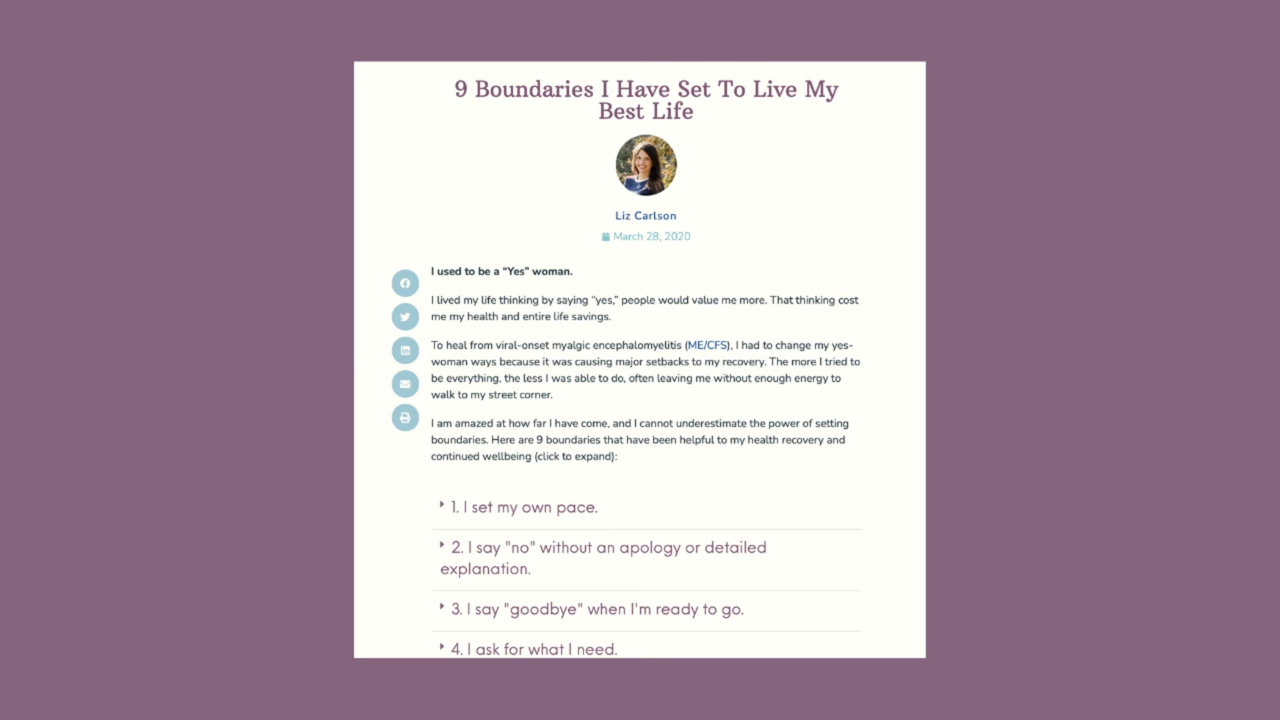 9 Boundaries I Have Set To Live My
Best Life
Liz Carlson
March 28, 2020
I used to be a “Yes” woman.
I lived my life thinking by saying “yes,” people would value me more. That thinking cost
me my health and entire life savings.
To heal from viral-onset myalgic encephalomyelitis (ME/CFS), I had to change my yes-
woman ways because it was causing major setbacks to my recovery. The more I tried to
be everything, the less I was able to do, often leaving me without enough energy to
walk to my street corner.
I am amazed at how far I have come, and I cannot underestimate the power of setting
boundaries. Here are 9 boundaries that have been helpful to my health recovery and
continued wellbeing (click to expand):
1. I set my own pace.
2. I say "no" without an apology or detailed
explanation.
3. I say "goodbye" when I'm ready to go.
4. I ask for what I need.